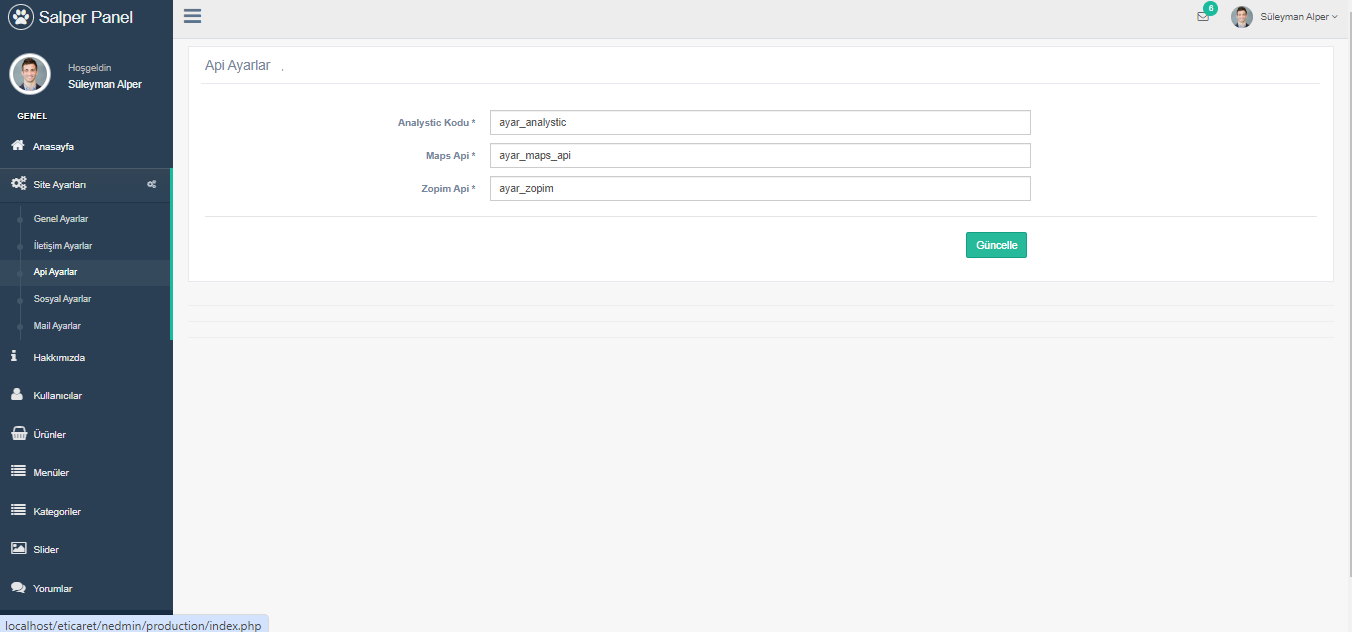 Salper Panel
6
Süleyman Alper
Hoşgeldin
Süleyman Alper
GENEL
Anasayfa
Site Ayarları
Genel Ayarlar
İletişim Ayarlar
Api Ayarlar
Sosyal Ayarlar
Mail Ayarlar
Hakkımızda
Kullanıcılar
Ürünler
Menüler
Kategoriler
Slider
Yorumlar
Api Ayarlar .
Analystic Kodu * ayar_analystic
Maps Api * ayar_maps_api
Zopim Api * ayar_zopim
Güncelle
localhost/eticaret/nedmin/production/index.php